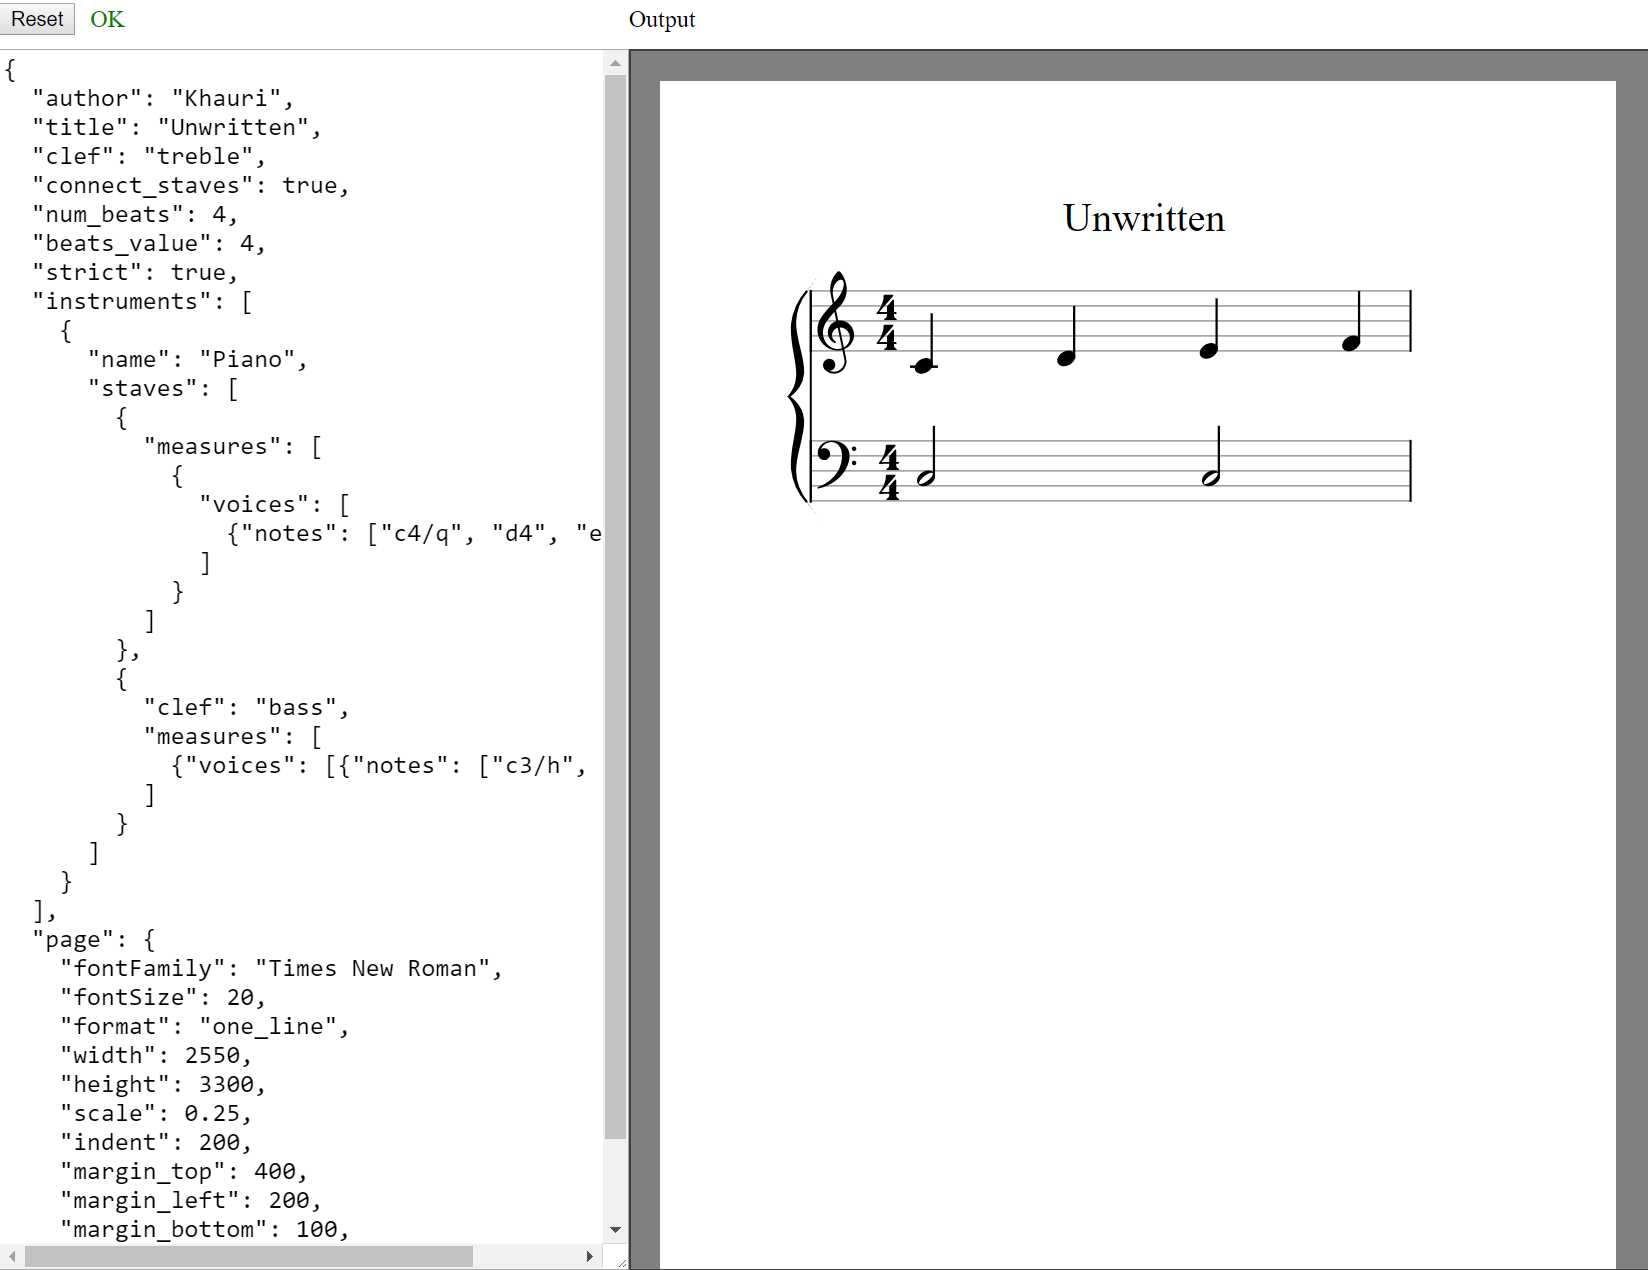 Reset OK
Output
{
  "author": "Khauri",
  "title": "Unwritten",
  "clef": "treble",
  "connect_staves": true,
  "num_beats": 4,
  "beats_value": 4,
  "strict": true,
  "instruments": [
    {
      "name": "Piano",
      "staves": [
        {
          "measures": [
            {
              "voices": [
                {"notes": ["c4/q", "d4", "e
              ]
            }
          ]
        },
        {
          "clef": "bass",
          "measures": [
            {"voices": [{"notes": ["c3/h",
          ]
        }
      ]
    }
  ],
  "page": {
    "fontFamily": "Times New Roman",
    "fontSize": 20,
    "format": "one_line",
    "width": 2550,
    "height": 3300,
    "scale": 0.25,
    "indent": 200,
    "margin_top": 400,
    "margin_left": 200,
    "margin_bottom": 100,
Unwritten
4
4
4
4